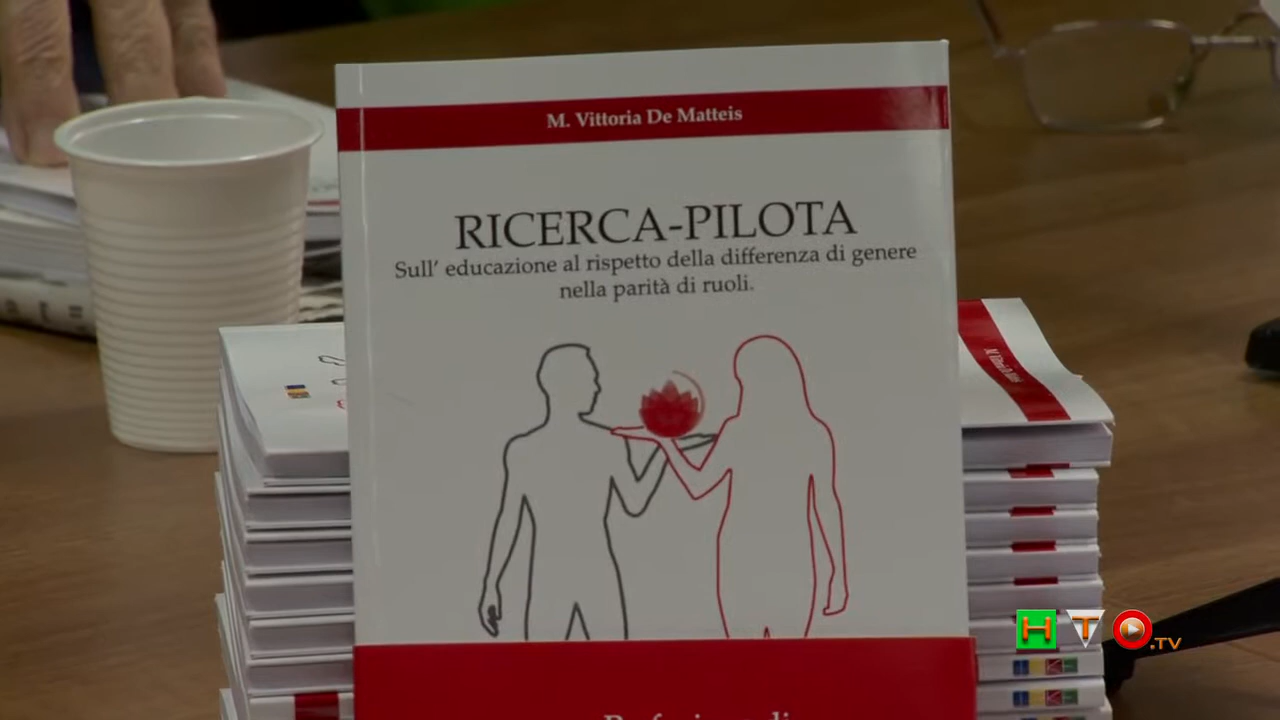 M. Vittoria De Matteis
RICERCA-PILOTA
Sull' educazione al rispetto della differenza di genere
nella parità di ruoli.
HTO.TV